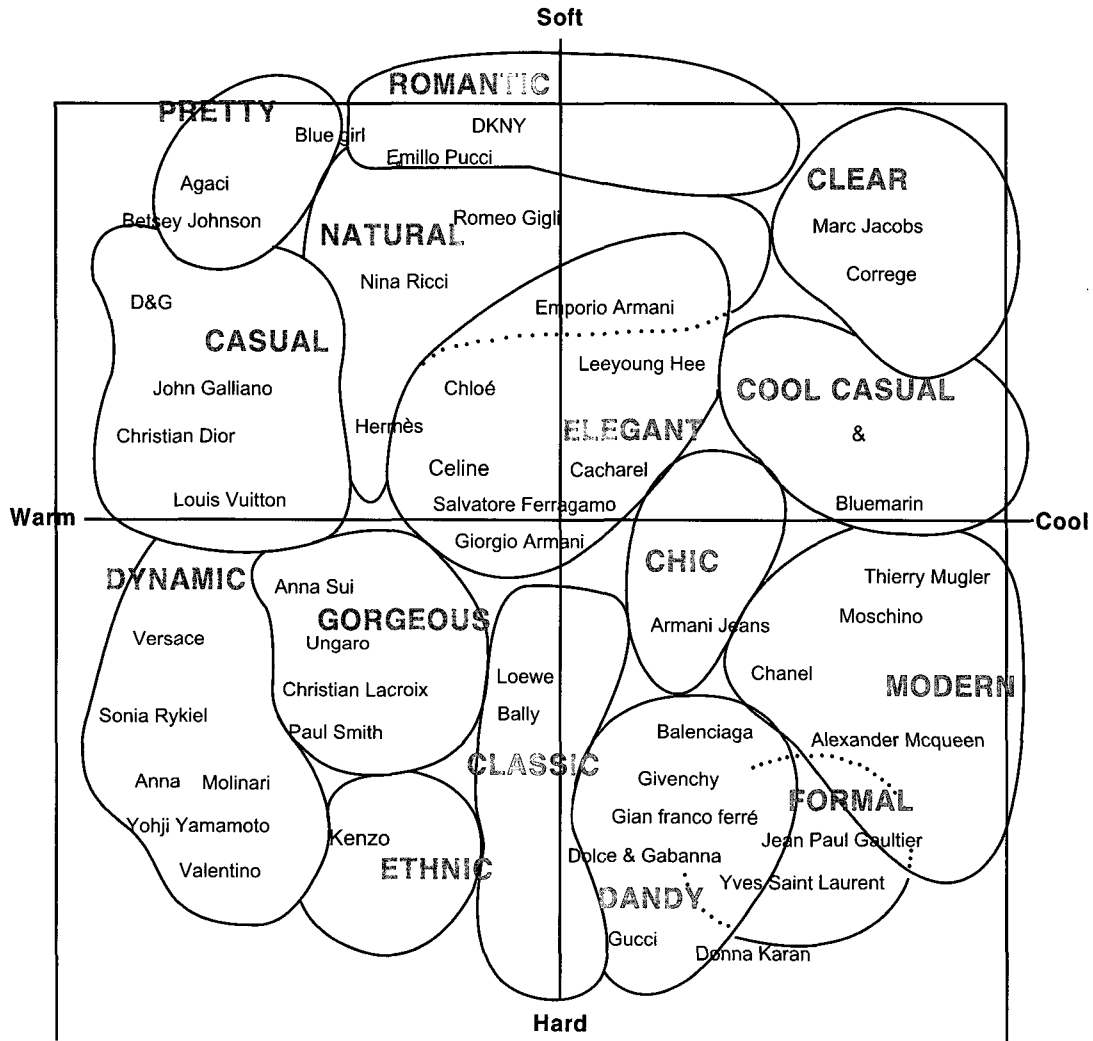 Soft
ROMANTIC
PRETTY
DKNY
Blue girl
Emillo Pucci
CLEAR
Agaci
Betsey Johnson
Romeo Gigli
Marc Jacobs
NATURAL
Correge
Nina Ricci
D&G
Emporio Armani
CASUAL
Leeyoung Hee
John Galliano
Chloé
COOL CASUAL
Hermès
ELEGANT
&
Christian Dior
Celine
Cacharel
Louis Vuitton
Salvatore Ferragamo
Bluemarin
Warm
Cool
Giorgio Armani
CHIC
DYNAMIC
Anna Sui
Thierry Mugler
GORGEOUS
Moschino
Versace
Ungaro
Armani Jeans
Loewe
Chanel
Christian Lacroix
MODERN
Sonia Rykiel
Bally
Paul Smith
Balenciaga
Alexander Mcqueen
CLASSIC
Anna Molinari
Givenchy
FORMAL
Yohji Yamamoto
Gian franco ferré
Kenzo
Jean Paul Gaultier
Valentino
ETHNIC
Dolce & Gabanna
Yves Saint Laurent
DANDY
Gucci
Donna Karan
Hard